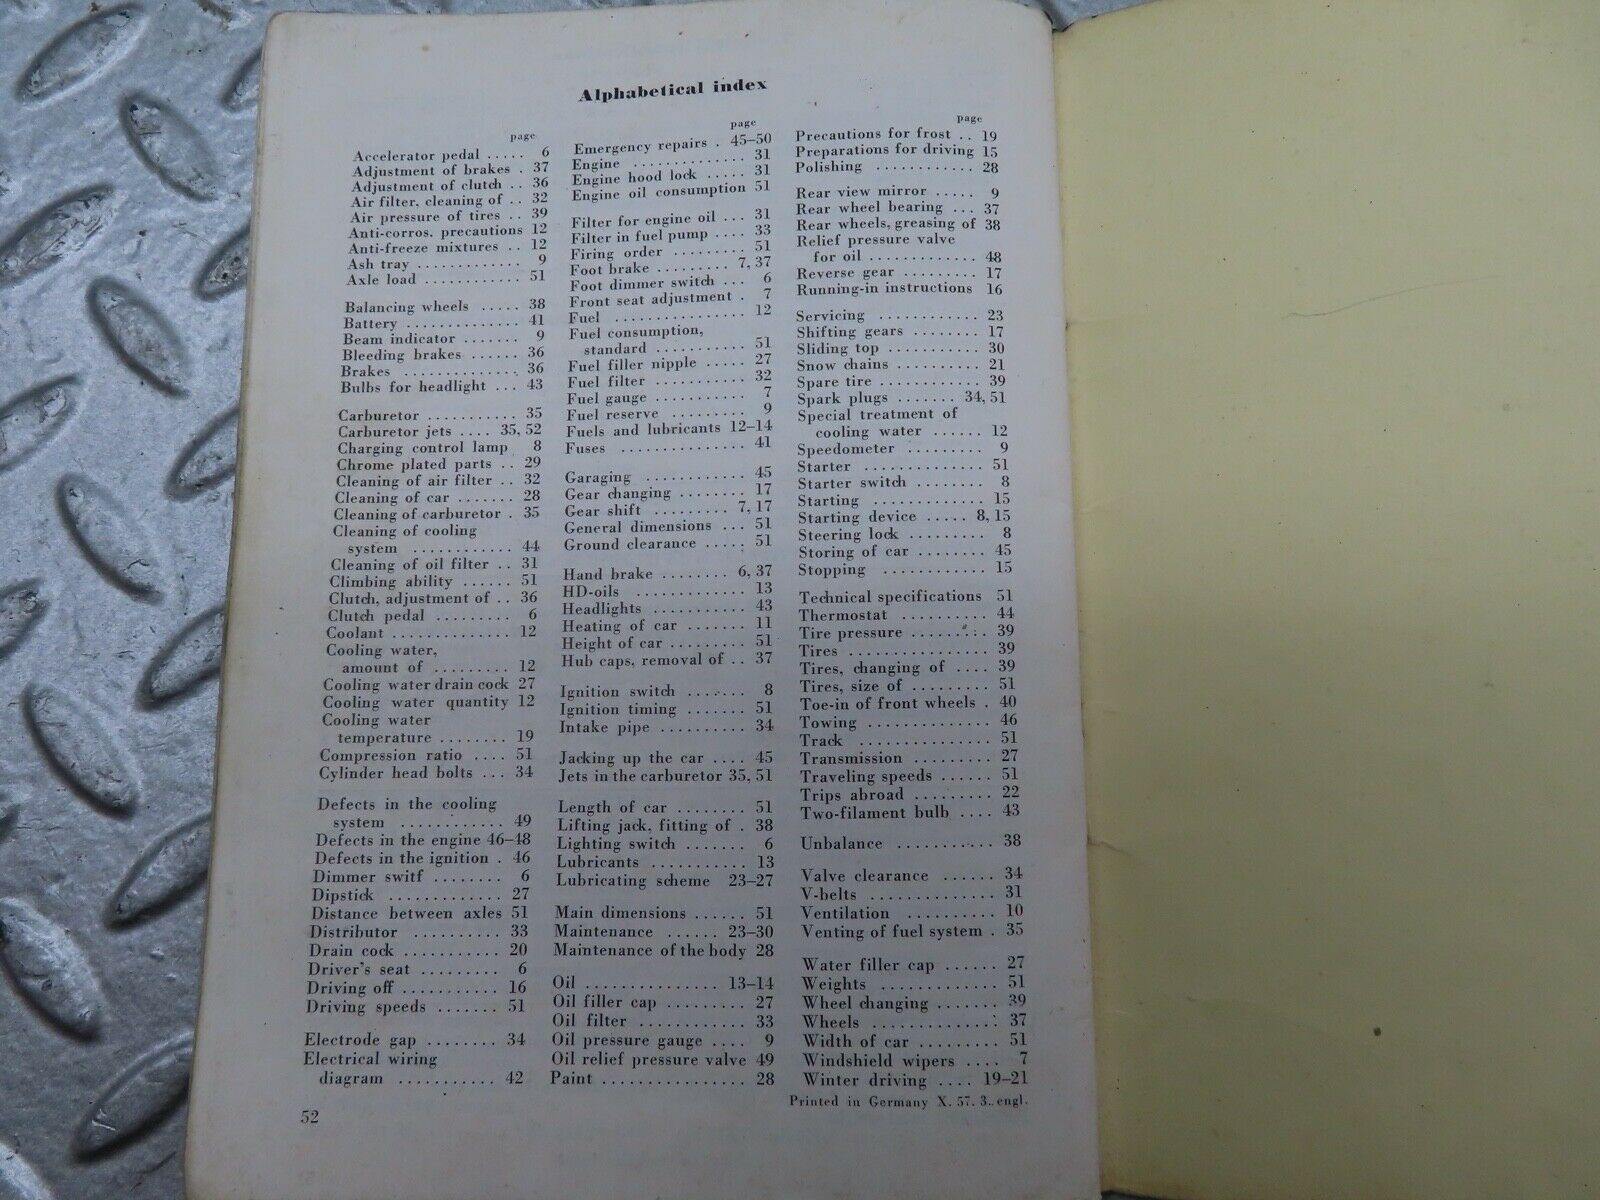 Alphabetical index
page
Accelerator pedal ..... 6
Adjustment of brakes . 37
Adjustment of clutch .. 36
Air filter, cleaning of .. 32
Air pressure of tires .. 39
Anti-corros. precautions 12
Anti-freeze mixtures .. 12
Ash tray ............. 9
Axle load ............ 51
Balancing wheels ..... 38
Battery .............. 41
Beam indicator ....... 9
Bleeding brakes ...... 36
Brakes ............... 36
Bulbs for headlight ... 43
Carburetor ........... 35
Carburetor jets .... 35, 52
Charging control lamp 8
Chrome plated parts .. 29
Cleaning of air filter .. 32
Cleaning of car ....... 28
Cleaning of carburetor . 35
Cleaning of cooling
system ............ 44
Cleaning of oil filter .. 31
Climbing ability ...... 51
Clutch, adjustment of .. 36
Clutch pedal ......... 6
Coolant .............. 12
Cooling water,
amount of ......... 12
Cooling water drain cock 27
Cooling water quantity 12
Cooling water
temperature ........ 19
Compression ratio .... 51
Cylinder head bolts ... 34
Defects in the cooling
system ............ 49
Defects in the engine 46–48
Defects in the ignition . 46
Dimmer switf ........ 6
Dipstick ............. 27
Distance between axles 51
Distributor .......... 33
Drain cock ........... 20
Driver's seat ......... 6
Driving off ........... 16
Driving speeds ....... 51
Electrode gap ........ 34
Electrical wiring
diagram ........... 42
52
page
Emergency repairs . 45–50
Engine .............. 31
Engine hood lock ..... 31
Engine oil consumption 51
Filter for engine oil ... 31
Filter in fuel pump .... 33
Firing order ......... 51
Foot brake ......... 7, 37
Foot dimmer switch ... 6
Front seat adjustment . 7
Fuel ................ 12
Fuel consumption,
standard ........... 51
Fuel filler nipple ..... 27
Fuel filter ........... 32
Fuel gauge ........... 7
Fuel reserve ......... 9
Fuels and lubricants 12–14
Fuses ............... 41
Garaging ............ 45
Gear changing ........ 17
Gear shift ......... 7, 17
General dimensions ... 51
Ground clearance ..... 51
Hand brake ........ 6, 37
HD-oils ............. 13
Headlights ........... 43
Heating of car ....... 11
Height of car ......... 51
Hub caps, removal of .. 37
Ignition switch ....... 8
Ignition timing ....... 51
Intake pipe .......... 34
Jacking up the car .... 45
Jets in the carburetor 35, 51
Length of car ........ 51
Lifting jack, fitting of . 38
Lighting switch ....... 6
Lubricants ........... 13
Lubricating scheme 23–27
Main dimensions ...... 51
Maintenance ...... 23–30
Maintenance of the body 28
Oil ............... 13–14
Oil filler cap ......... 27
Oil filter ............ 33
Oil pressure gauge .... 9
Oil relief pressure valve 49
Paint ................ 28
page
Precautions for frost .. 19
Preparations for driving 15
Polishing ............ 28
Rear view mirror ..... 9
Rear wheel bearing ... 37
Rear wheels, greasing of 38
Relief pressure valve
for oil ............. 48
Reverse gear ......... 17
Running-in instructions 16
Servicing ............ 23
Shifting gears ........ 17
Sliding top ........... 30
Snow chains .......... 21
Spare tire ............ 39
Spark plugs ....... 34, 51
Special treatment of
cooling water ...... 12
Speedometer ......... 9
Starter .............. 51
Starter switch ........ 8
Starting ............. 15
Starting device ..... 8, 15
Steering lock ......... 8
Storing of car ........ 45
Stopping ............ 15
Technical specifications 51
Thermostat .......... 44
Tire pressure ......... 39
Tires ................ 39
Tires, changing of .... 39
Tires, size of ......... 51
Toe-in of front wheels . 40
Towing .............. 46
Track ............... 51
Transmission ......... 27
Traveling speeds ...... 51
Trips abroad ......... 22
Two-filament bulb .... 43
Unbalance ........... 38
Valve clearance ...... 34
V-belts .............. 31
Ventilation .......... 10
Venting of fuel system . 35
Water filler cap ...... 27
Weights ............. 51
Wheel changing ....... 39
Wheels .............. 37
Width of car ......... 51
Windshield wipers .... 7
Winter driving .... 19–21
Printed in Germany X. 57. 3.. engl.